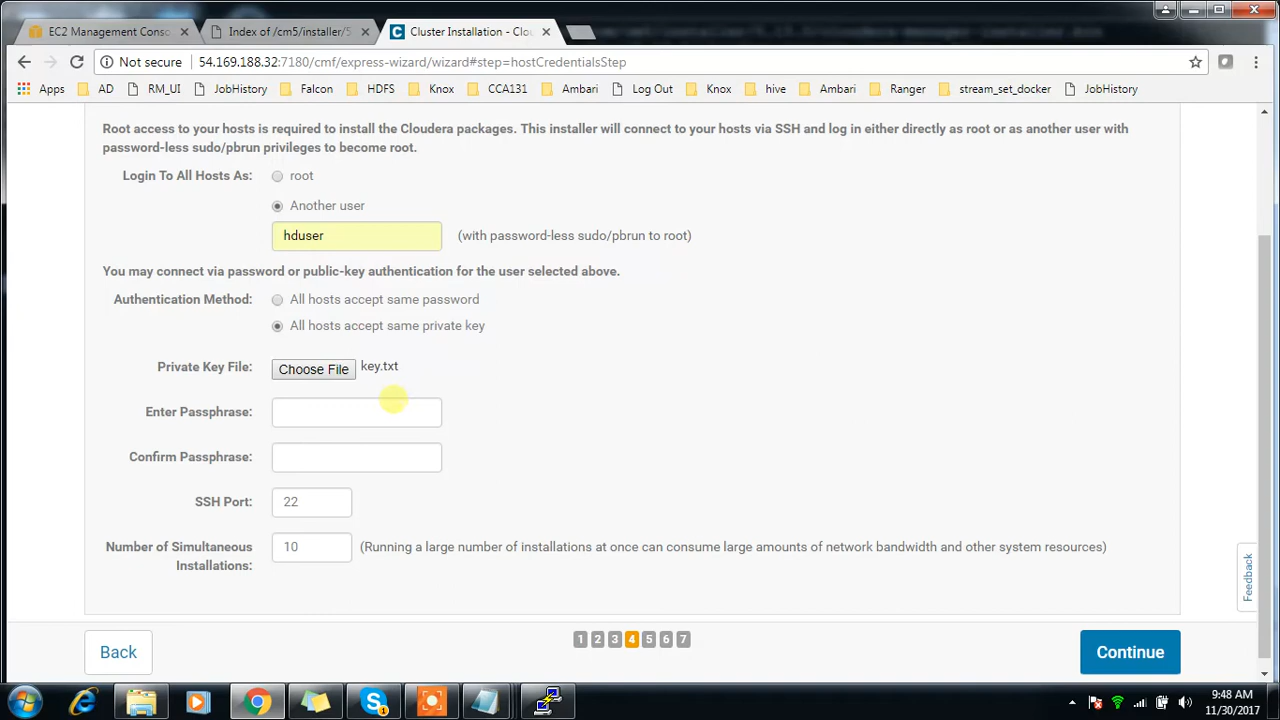 EC2 Management Conso
Index of /cm5/installer/5
Cluster Installation - Clou
Not secure
54.169.188.32:7180/cmf/express-wizard/wizard#step=hostCredentialsStep
Apps
AD
RM_UI
JobHistory
Falcon
HDFS
Knox
CCA131
Ambari
Log Out
Knox
hive
Ambari
Ranger
stream_set_docker
JobHistory
Root access to your hosts is required to install the Cloudera packages. This installer will connect to your hosts via SSH and log in either directly as root or as another user with
password-less sudo/pbrun privileges to become root.
Login To All Hosts As:
root
Another user
hduser
(with password-less sudo/pbrun to root)
You may connect via password or public-key authentication for the user selected above.
Authentication Method:
All hosts accept same password
All hosts accept same private key
Private Key File:
Choose File
key.txt
Enter Passphrase:
Confirm Passphrase:
SSH Port:
22
Number of Simultaneous
Installations:
10
(Running a large number of installations at once can consume large amounts of network bandwidth and other system resources)
Feedback
Back
1 2 3 4 5 6 7
Continue
9:48 AM
11/30/2017